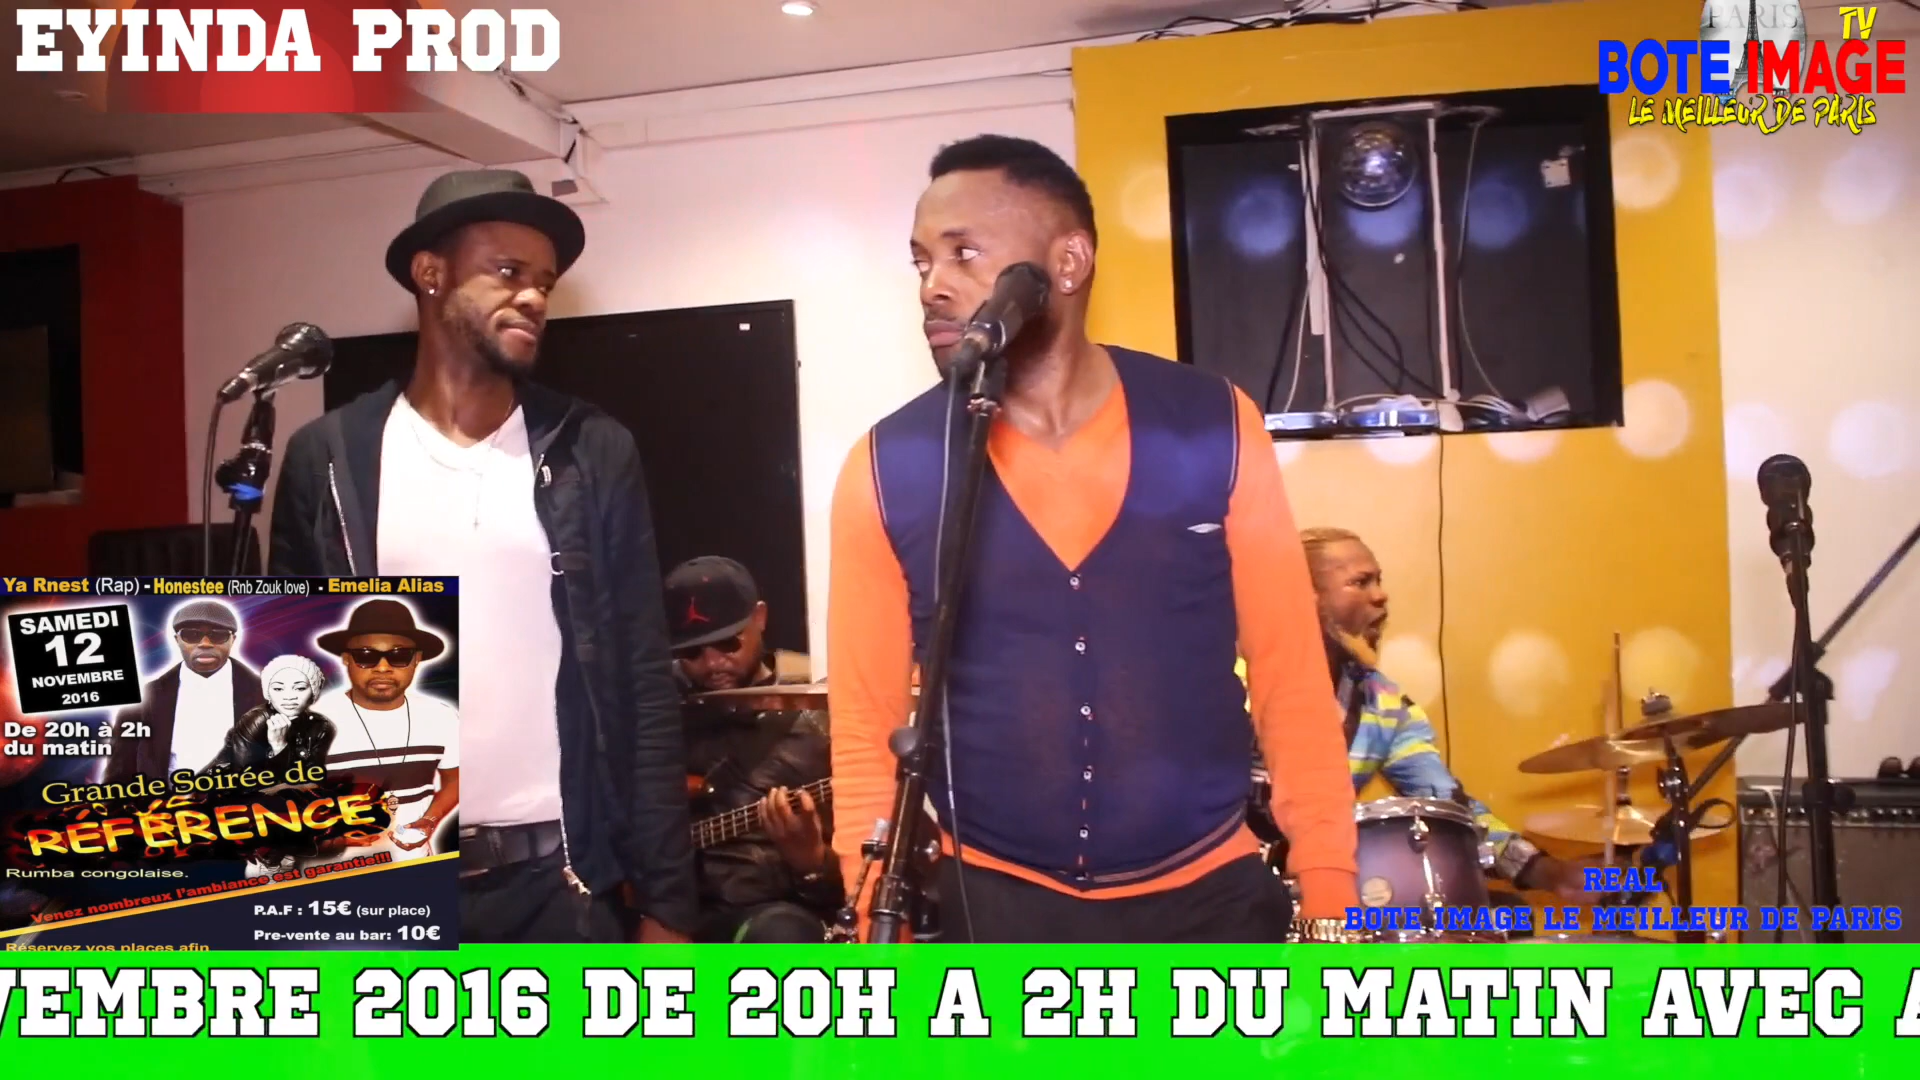 EYINDA PROD
PARIS
TV
BOTE IMAGE
LE MEILLEUR DE PARIS
Ya Rnest (Rap) - Honestee (Rnb Zouk love) . Emelia Alias
SAMEDI
12
NOVEMBRE
2016
De 20h à 2h
du matin
Grande Soirée de
RÉFÉRENCE
Rumba congolaise.
Venez nombreux l'ambiance est garantie!!!
P.A.F : 15€ (sur place)
Pre-vente au bar: 10€
Réservez vos places afin
REAL
BOTE IMAGE LE MEILLEUR DE PARIS
VEMBRE 2016 DE 20H A 2H DU MATIN AVEC A